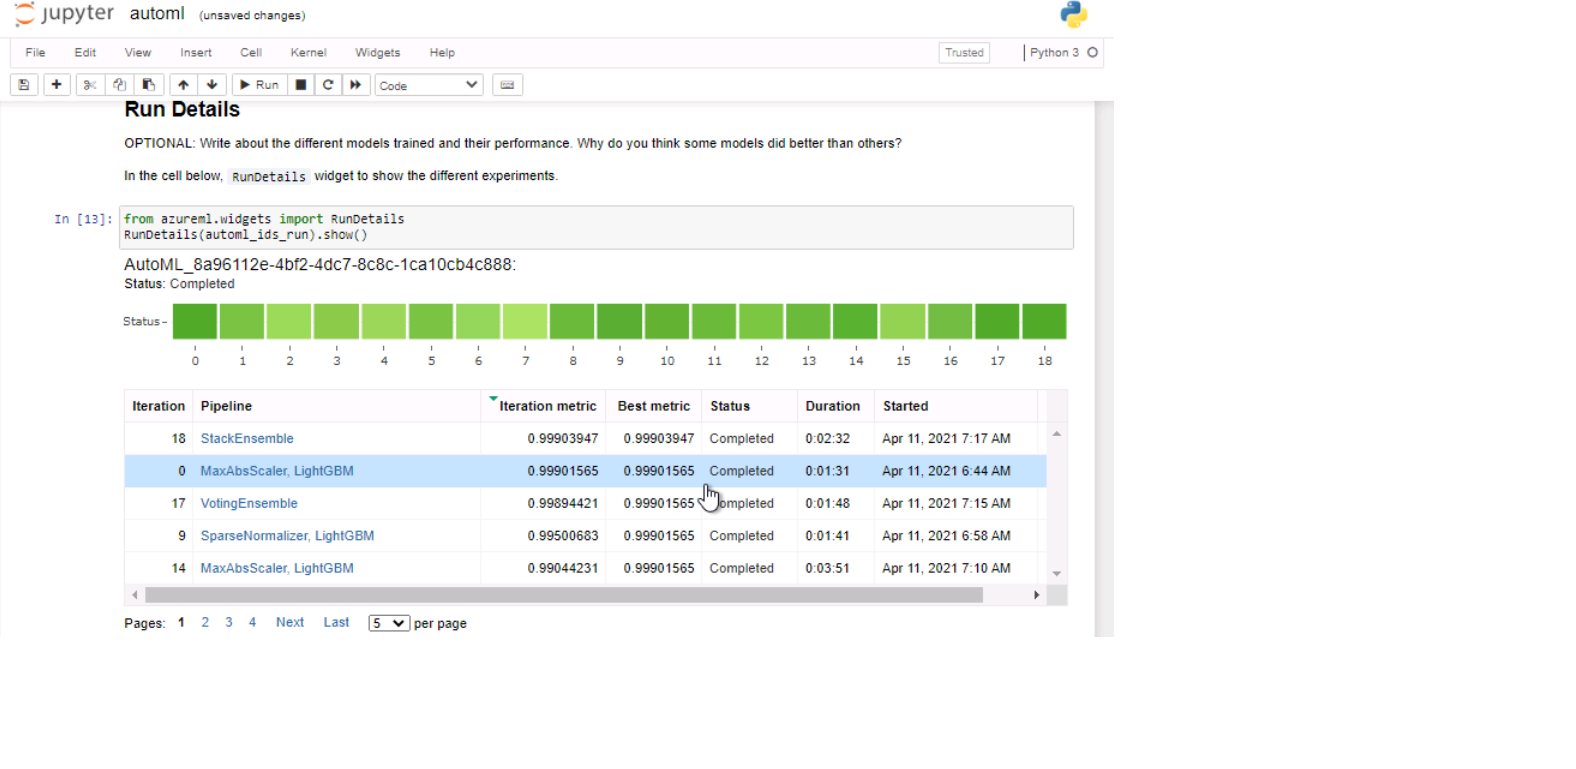 jupyter automl (unsaved changes)
File Edit View Insert Cell Kernel Widgets Help Trusted Python 3
Run Code
Run Details
OPTIONAL: Write about the different models trained and their performance. Why do you think some models did better than others?
In the cell below, RunDetails widget to show the different experiments.
In [13]: from azureml.widgets import RunDetails
RunDetails(automl_ids_run).show()
AutoML_8a96112e-4bf2-4dc7-8c8c-1ca10cb4c888:
Status: Completed
Status
0 1 2 3 4 5 6 7 8 9 10 11 12 13 14 15 16 17 18
Iteration Pipeline Iteration metric Best metric Status Duration Started
18 StackEnsemble 0.99903947 0.99903947 Completed 0:02:32 Apr 11, 2021 7:17 AM
0 MaxAbsScaler, LightGBM 0.99901565 0.99901565 Completed 0:01:31 Apr 11, 2021 6:44 AM
17 VotingEnsemble 0.99894421 0.99901565 Completed 0:01:48 Apr 11, 2021 7:15 AM
9 SparseNormalizer, LightGBM 0.99500683 0.99901565 Completed 0:01:41 Apr 11, 2021 6:58 AM
14 MaxAbsScaler, LightGBM 0.99044231 0.99901565 Completed 0:03:51 Apr 11, 2021 7:10 AM
Pages: 1 2 3 4 Next Last 5 per page